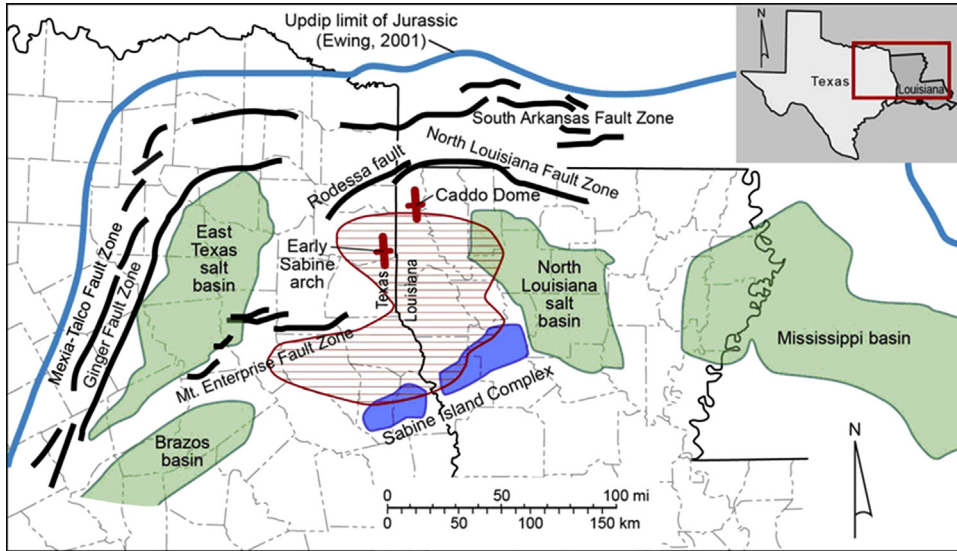 Updip limit of Jurassic
(Ewing, 2001)
N
Texas
Louisiana
South Arkansas Fault Zone
North Louisiana Fault Zone
Rodessa fault
Caddo Dome
Mexia-Talco Fault Zone
Ginger Fault Zone
East
Texas
salt
basin
Early
Sabine
arch
Texas
Louisiana
North
Louisiana
salt
basin
Mississippi basin
Mt. Enterprise Fault Zone
Sabine Island Complex
Brazos
basin
N
0 50 100 mi
0 50 100 150 km